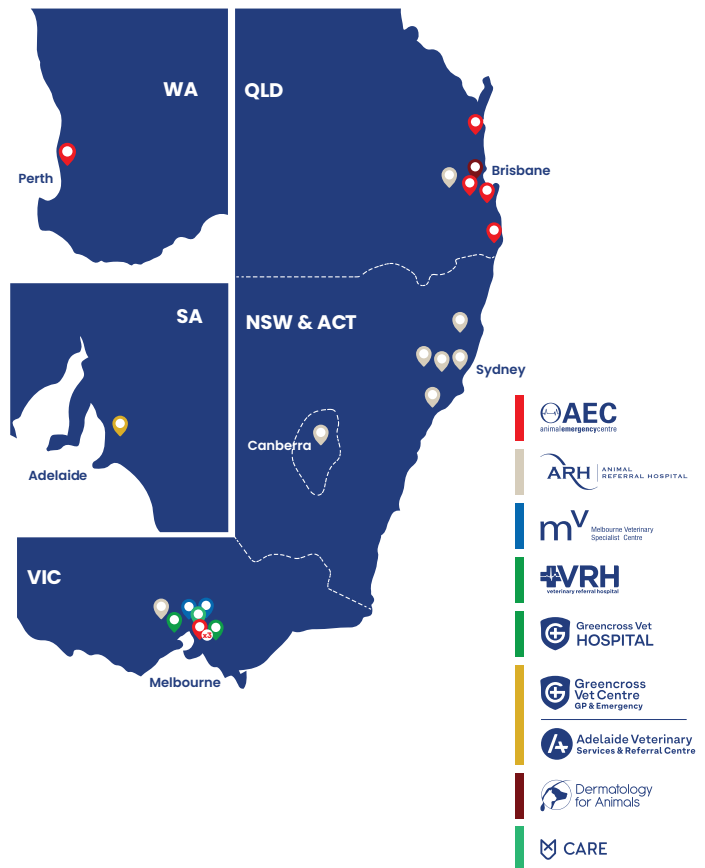 WA
QLD
Perth
Brisbane
SA
NSW & ACT
Sydney
Canberra
Adelaide
VIC
x3
Melbourne
AEC
animalemergencycentre
ARH
ANIMAL
REFERRAL HOSPITAL
mv
Melbourne Veterinary
Specialist Centre
VRH
veterinary referral hospital
Greencross Vet
HOSPITAL
Greencross
Vet Centre
GP & Emergency
Adelaide Veterinary
Services & Referral Centre
Dermatology
for Animals
CARE